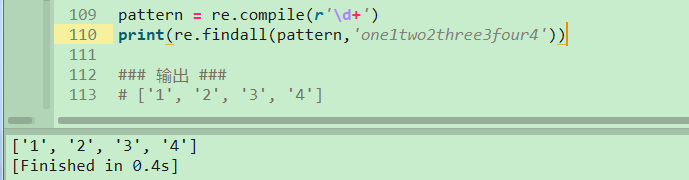 109 pattern = re.compile(r'\d+')
110 print(re.findall(pattern,'one1two2three3four4'))
111
112 ### 输出 ###
113 # ['1', '2', '3', '4']
['1', '2', '3', '4']
[Finished in 0.4s]